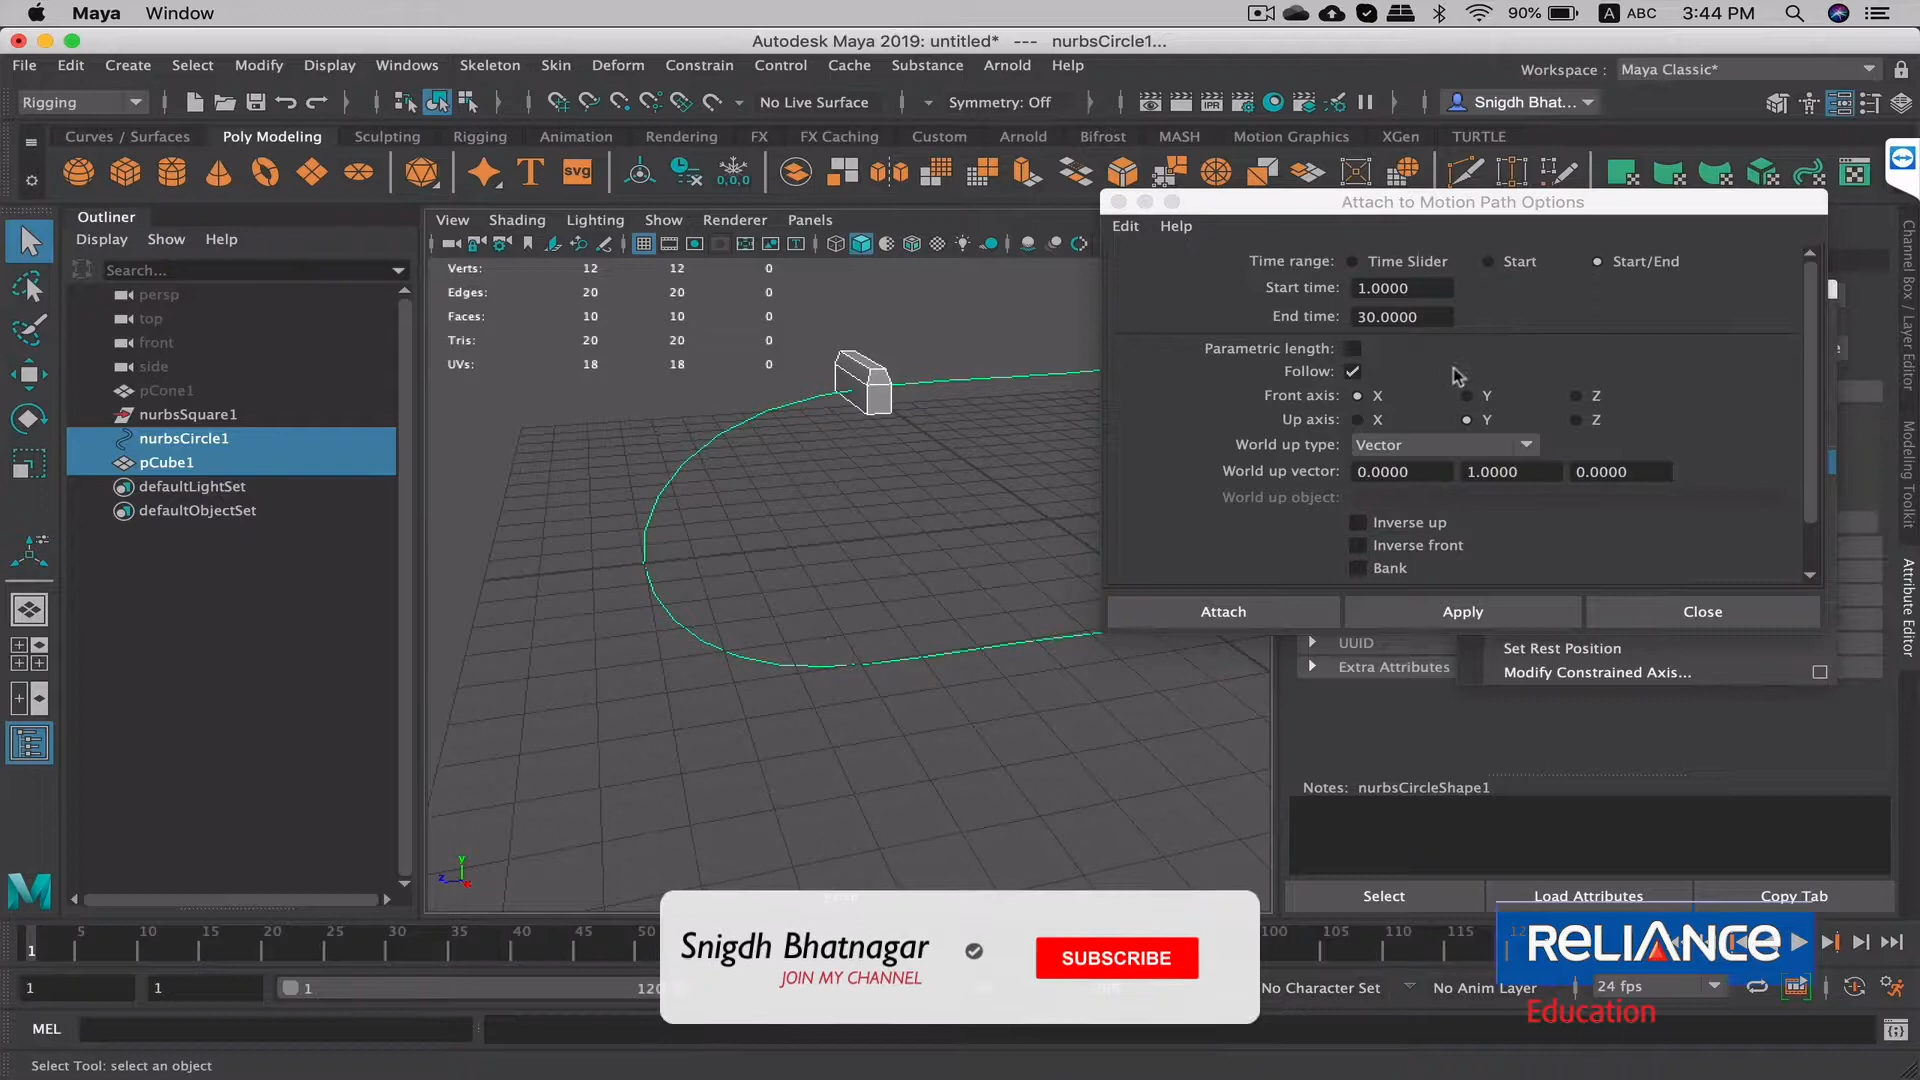 Maya Window
90% A ABC 3:44 PM
Autodesk Maya 2019: untitled* --- nurbsCircle1...
File Edit Create Select Modify Display Windows Skeleton Skin Deform Constrain Control Cache Substance Arnold Help
Workspace : Maya Classic*
Rigging No Live Surface Symmetry: Off IPR Snigdh Bhat...
Curves / Surfaces Poly Modeling Sculpting Rigging Animation Rendering FX FX Caching Custom Arnold Bifrost MASH Motion Graphics XGen TURTLE
T svg 0,0,0
Outliner
Display Show Help
Search...
persp
top
front
side
pCone1
nurbsSquare1
nurbsCircle1
pCube1
defaultLightSet
defaultObjectSet
View Shading Lighting Show Renderer Panels
Verts: 12 12 0
Edges: 20 20 0
Faces: 10 10 0
Tris: 20 20 0
UVs: 18 18 0
y
z x
persp
Attach to Motion Path Options
Edit Help
Time range: Time Slider Start Start/End
Start time: 1.0000
End time: 30.0000
Parametric length:
Follow:
Front axis: X Y Z
Up axis: X Y Z
World up type: Vector
World up vector: 0.0000 1.0000 0.0000
World up object:
Inverse up
Inverse front
Bank
Attach Apply Close
UUID
Extra Attributes
Set Rest Position
Modify Constrained Axis...
Notes: nurbsCircleShape1
Select Load Attributes Copy Tab
Channel Box / Layer Editor
Modeling Toolkit
Attribute Editor
1 5 10 15 20 25 30 35 40 45 50 100 105 110 115
1 1 1 120
Snigdh Bhatnagar
JOIN MY CHANNEL
SUBSCRIBE
RELIANCE
Education
No Character Set No Anim Layer 24 fps
MEL
Select Tool: select an object